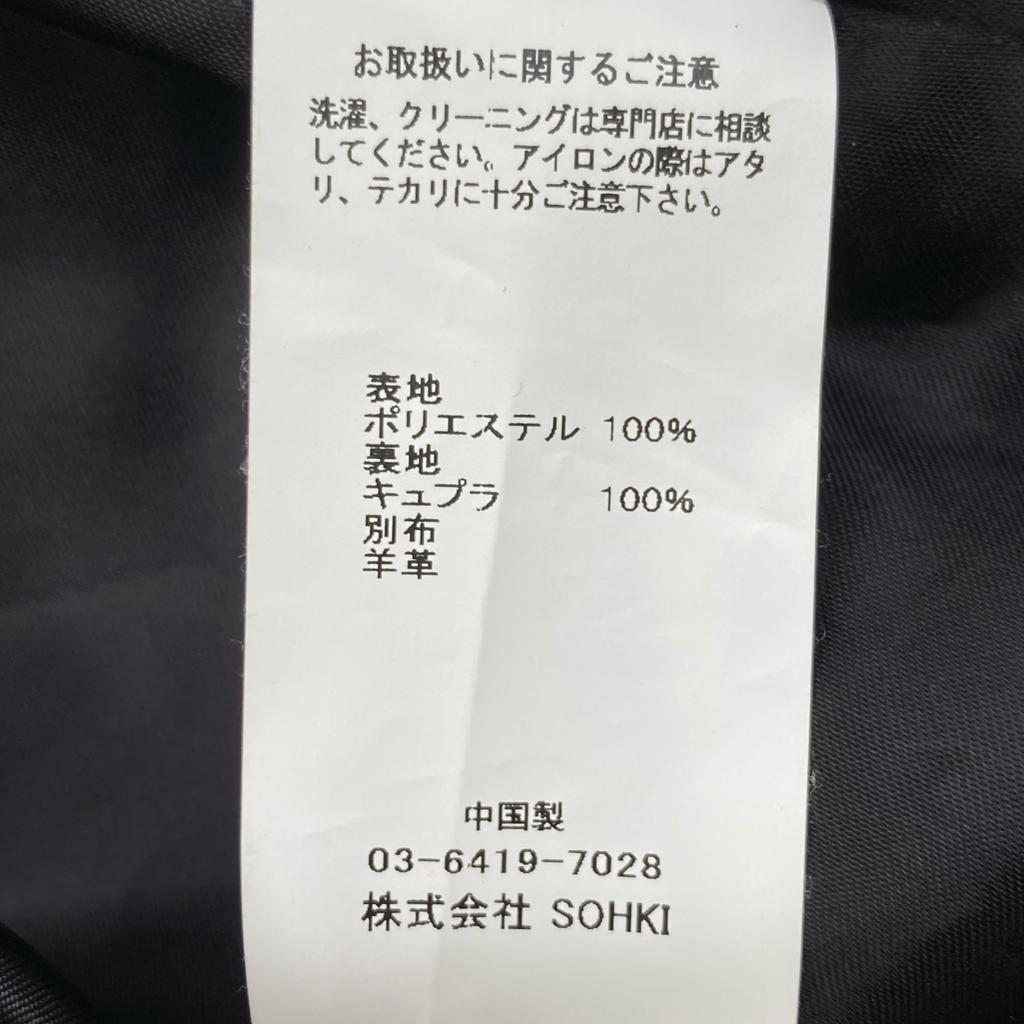 お取扱いに関するご注意
洗濯、クリーニングは専門店に相談
してください。アイロンの際はアタ
リ、テカリに十分ご注意下さい。
表地
ポリエステル 100%
裏地
キュプラ 100%
別布
羊革
中国製
03-6419-7028
株式会社 SOHKI